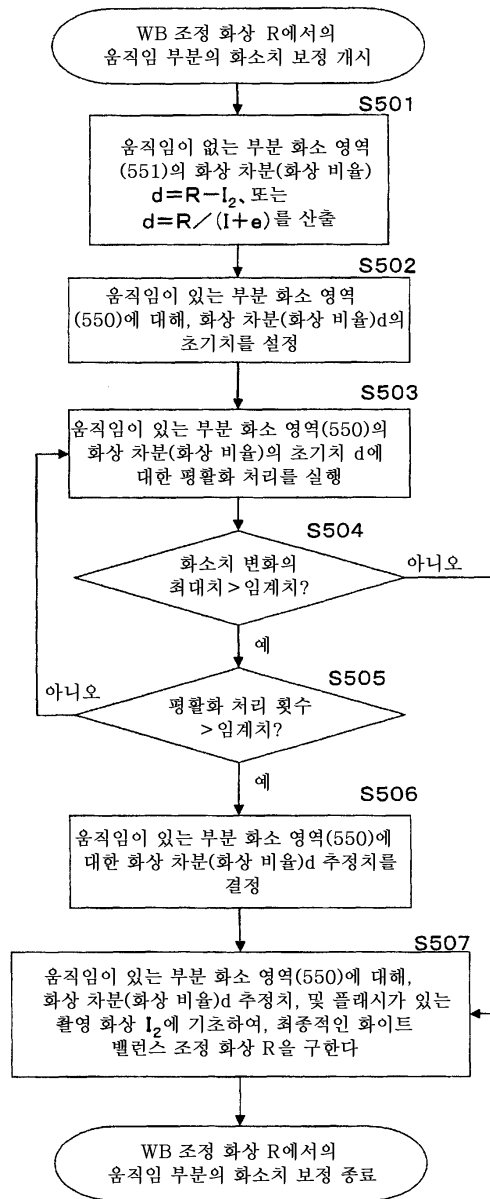 WB 조정 화상 R에서의
움직임 부분의 화소치 보정 개시
S501
움직임이 없는 부분 화소 영역
(551)의 화상 차분(화상 비율)
d=R-I₂、또는
d=R/(I+e)를 산출
S502
움직임이 있는 부분 화소 영역
(550)에 대해, 화상 차분(화상 비율)d의
초기치를 설정
S503
움직임이 있는 부분 화소 영역(550)의
화상 차분(화상 비율)의 초기치 d에
대한 평활화 처리를 실행
S504
화소치 변화의
최대치>임계치?
아니오
예
S505
평활화 처리 횟수
>임계치?
아니오
예
S506
움직임이 있는 부분 화소 영역(550)에
대한 화상 차분(화상 비율)d 추정치를
결정
S507
움직임이 있는 부분 화소 영역(550)에 대해,
화상 차분(화상 비율)d 추정치, 및 플래시가 있는
촬영 화상 I₂에 기초하여, 최종적인 화이트
밸런스 조정 화상 R을 구한다
WB 조정 화상 R에서의
움직임 부분의 화소치 보정 종료